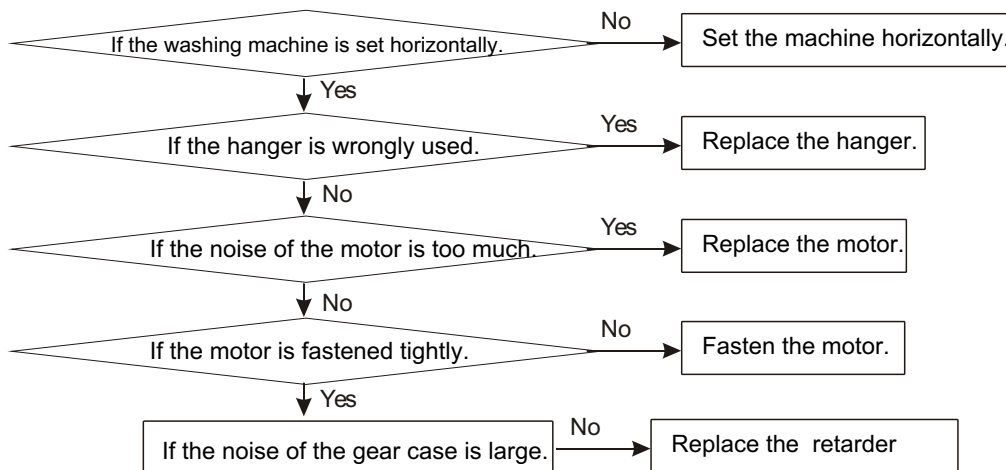 If the washing machine is set horizontally.
No
Set the machine horizontally.
Yes
If the hanger is wrongly used.
Yes
Replace the hanger.
No
If the noise of the motor is too much.
Yes
Replace the motor.
No
If the motor is fastened tightly.
No
Fasten the motor.
Yes
If the noise of the gear case is large.
No
Replace the retarder